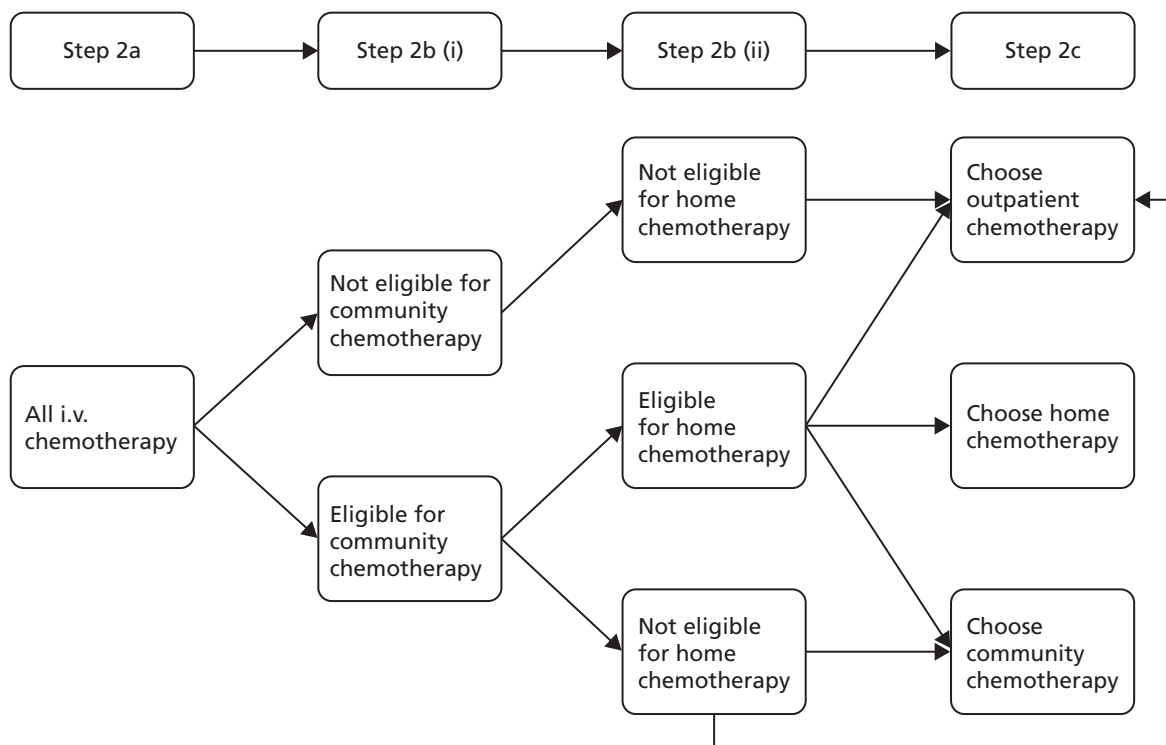 Step 2a
Step 2b (i)
Step 2b (ii)
Step 2c
Not eligible
for home
chemotherapy
Choose
outpatient
chemotherapy
Not eligible for
community
chemotherapy
All i.v.
chemotherapy
Eligible
for home
chemotherapy
Choose home
chemotherapy
Eligible for
community
chemotherapy
Not eligible
for home
chemotherapy
Choose
community
chemotherapy